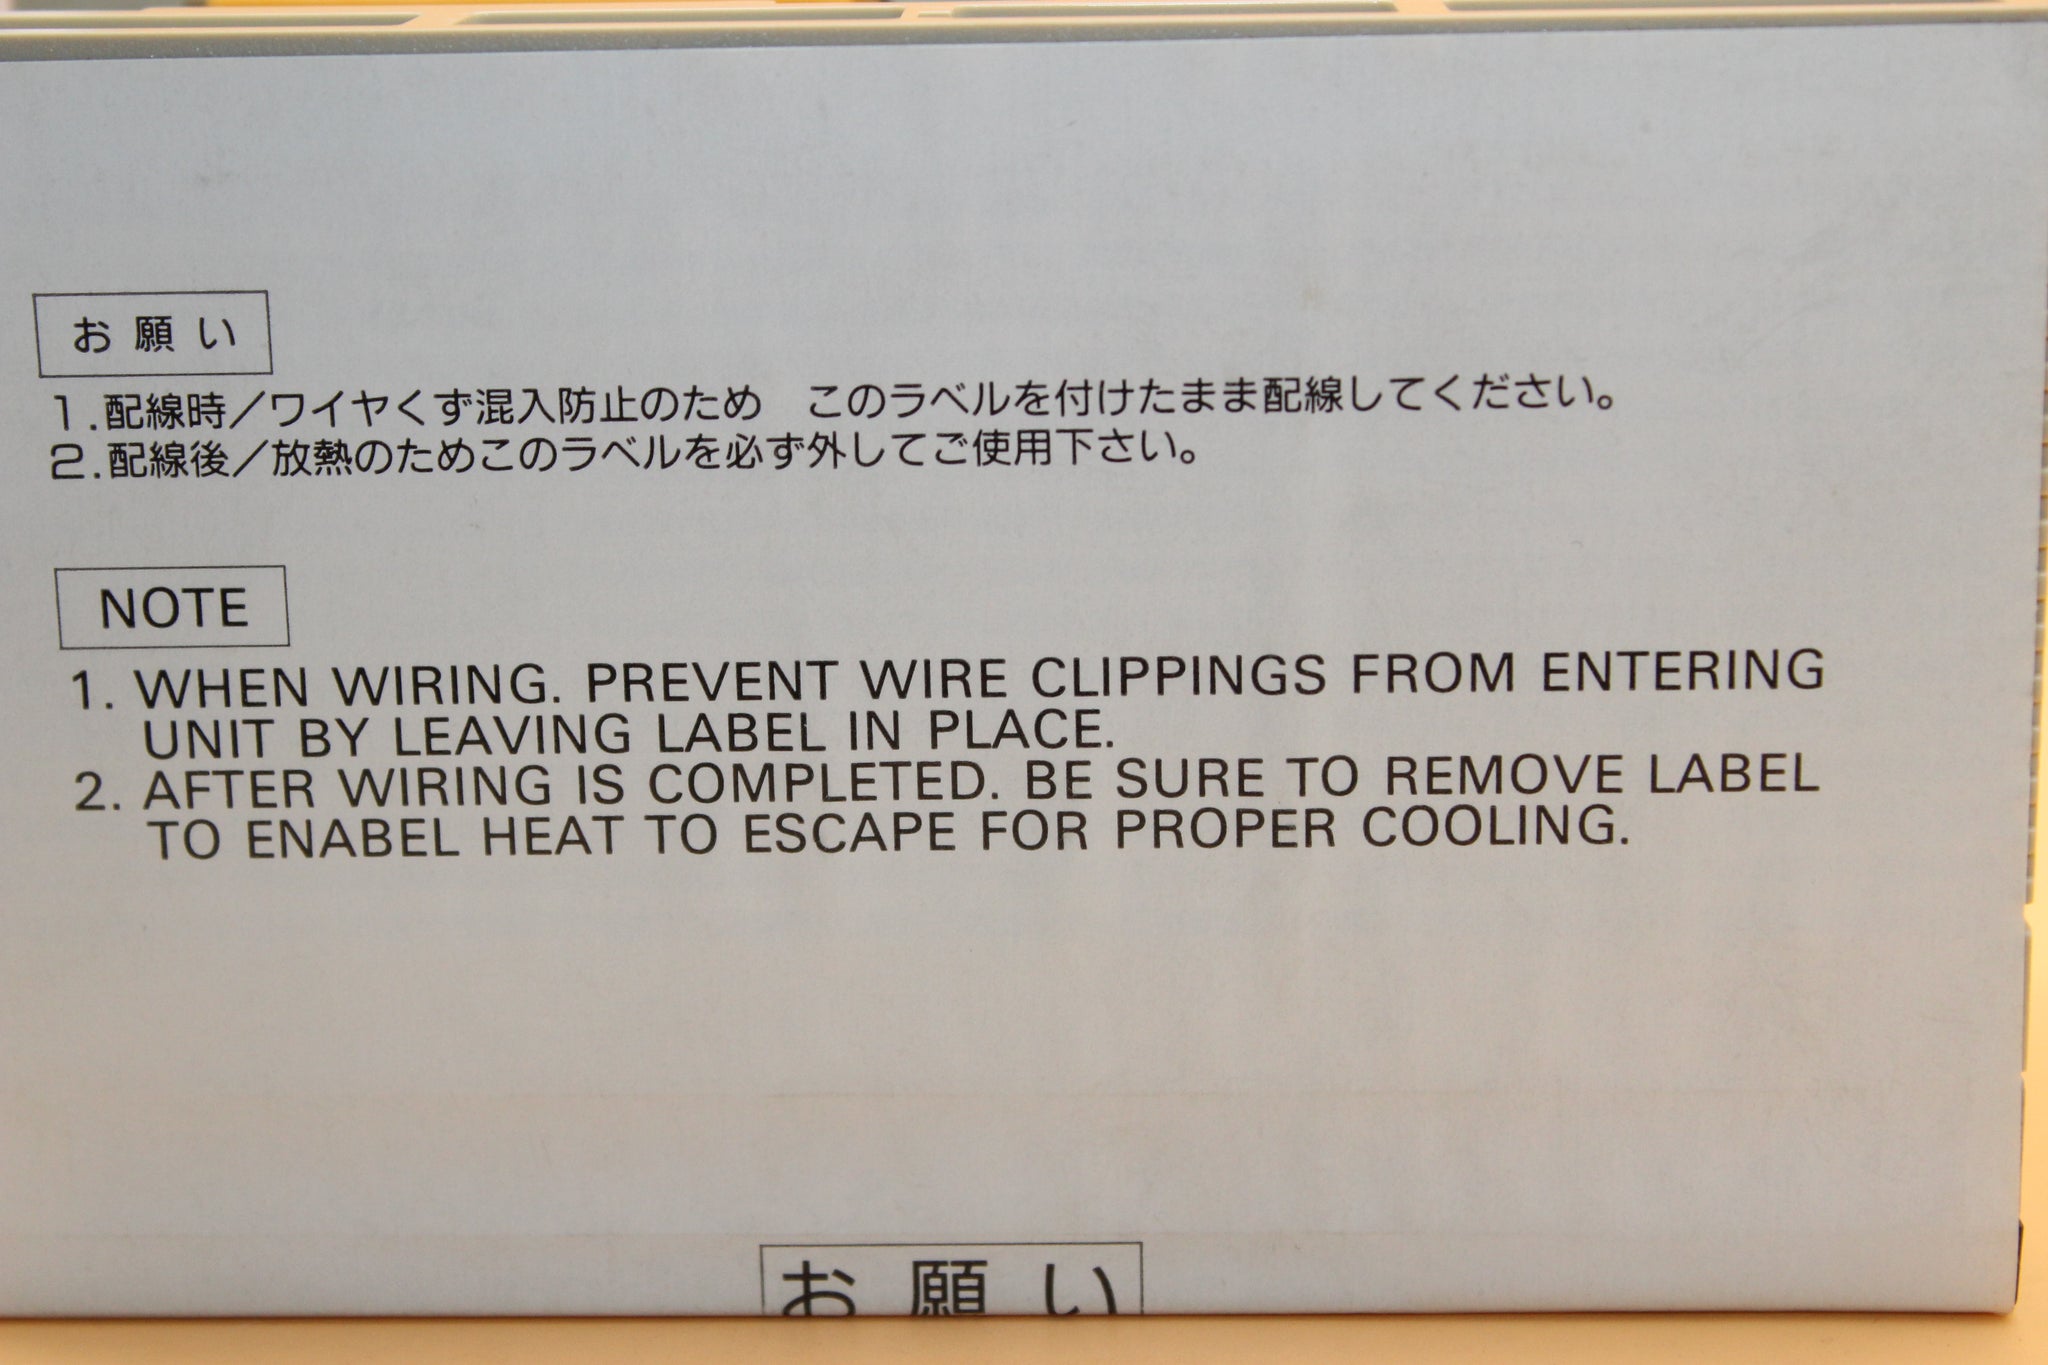 お願い
1.配線時／ワイヤくず混入防止のため　このラベルを付けたまま配線してください。
2.配線後／放熱のためこのラベルを必ず外してご使用下さい。
NOTE
1. WHEN WIRING. PREVENT WIRE CLIPPINGS FROM ENTERING
UNIT BY LEAVING LABEL IN PLACE.
2. AFTER WIRING IS COMPLETED. BE SURE TO REMOVE LABEL
TO ENABEL HEAT TO ESCAPE FOR PROPER COOLING.
お願い